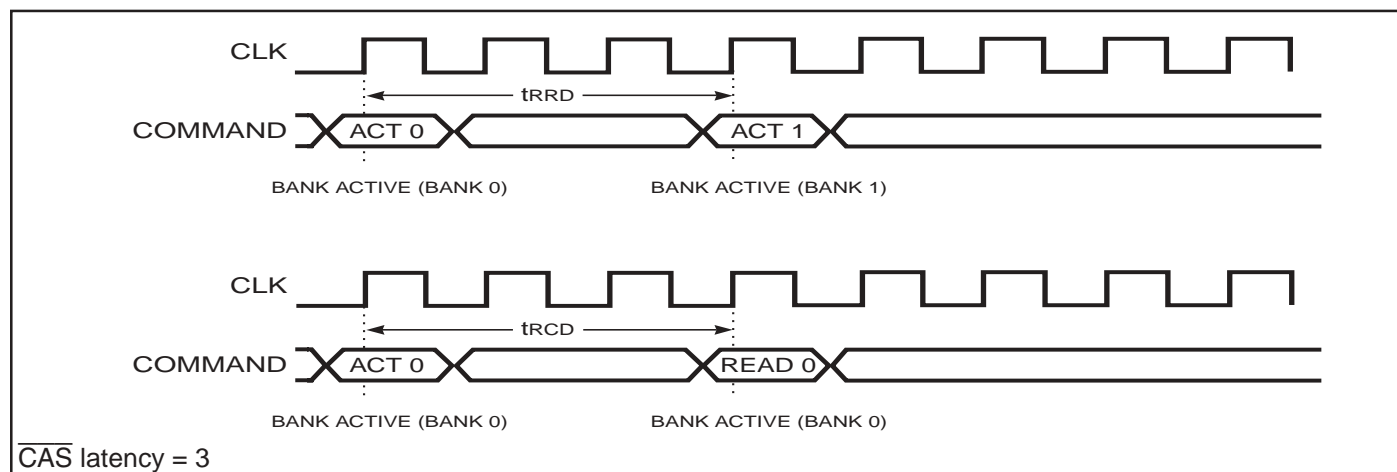 CLK
tRRD
COMMAND ACT 0 ACT 1
BANK ACTIVE (BANK 0) BANK ACTIVE (BANK 1)
CLK
tRCD
COMMAND ACT 0 READ 0
BANK ACTIVE (BANK 0) BANK ACTIVE (BANK 0)
C̅A̅S̅ latency = 3